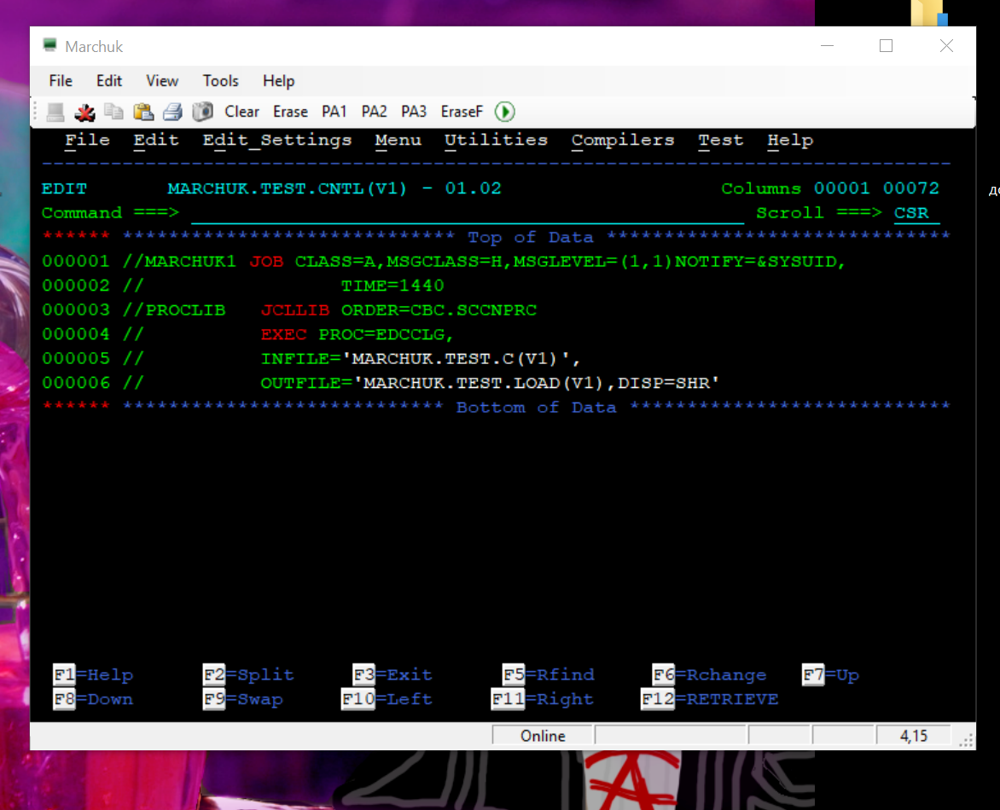 Marchuk
File Edit View Tools Help
Clear Erase PA1 PA2 PA3 EraseF
File Edit Edit_Settings Menu Utilities Compilers Test Help
--------------------------------------------------------------------------------
EDIT MARCHUK.TEST.CNTL(V1) - 01.02 Columns 00001 00072
Command ===> Scroll ===> CSR
****** ***************************** Top of Data ******************************
000001 //MARCHUK1 JOB CLASS=A,MSGCLASS=H,MSGLEVEL=(1,1)NOTIFY=&SYSUID,
000002 // TIME=1440
000003 //PROCLIB JCLLIB ORDER=CBC.SCCNPRC
000004 // EXEC PROC=EDCCLG,
000005 // INFILE='MARCHUK.TEST.C(V1)',
000006 // OUTFILE='MARCHUK.TEST.LOAD(V1),DISP=SHR'
****** **************************** Bottom of Data ****************************
F1=Help F2=Split F3=Exit F5=Rfind F6=Rchange F7=Up
F8=Down F9=Swap F10=Left F11=Right F12=RETRIEVE
Online 4,15